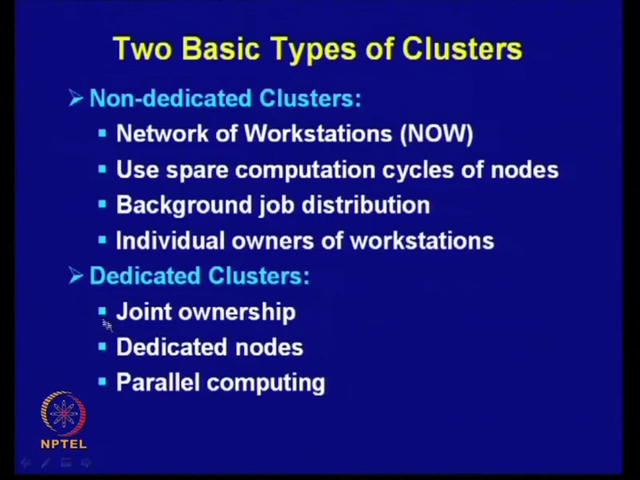 Two Basic Types of Clusters
Non-dedicated Clusters:
Network of Workstations (NOW)
Use spare computation cycles of nodes
Background job distribution
Individual owners of workstations
Dedicated Clusters:
Joint ownership
Dedicated nodes
Parallel computing
NPTEL